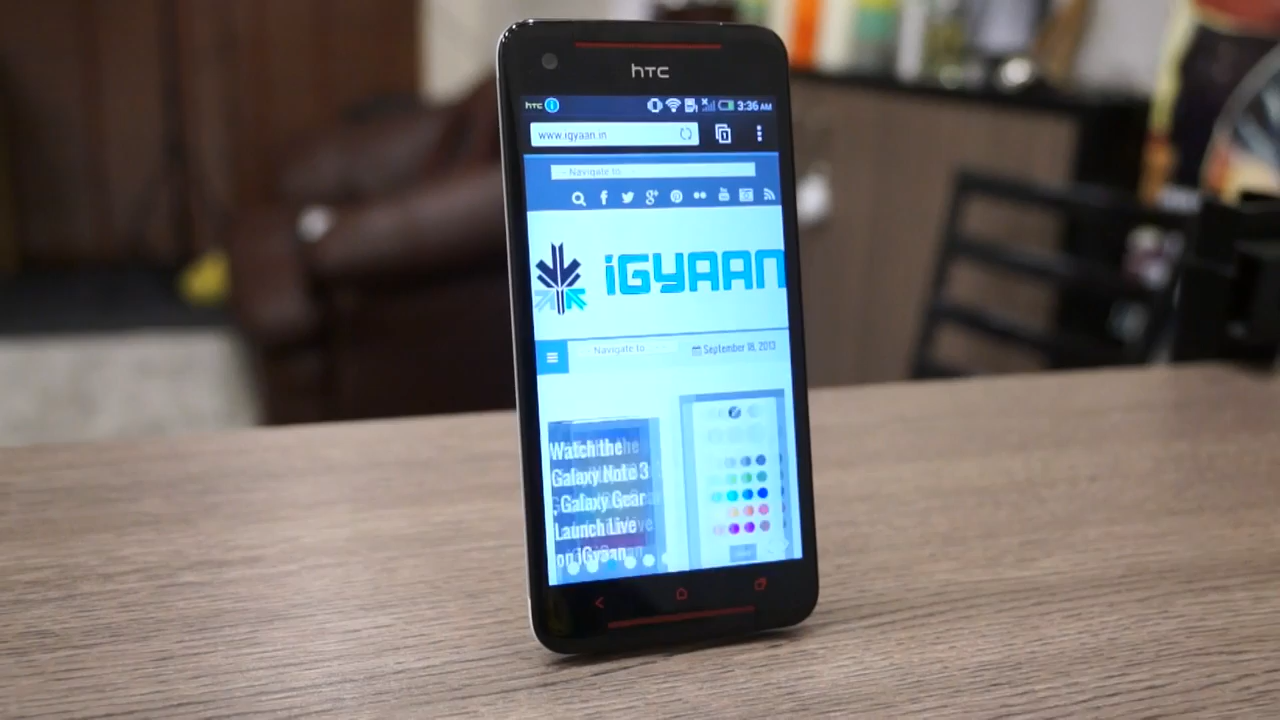 hTC
hTC 3:36 AM
www.igyaan.in
-- Navigate to --
iGYAAN
-- Navigate to -- September 18, 2013
Watch the
Galaxy Note 3
, Galaxy Gear
Launch Live
on iGyaan